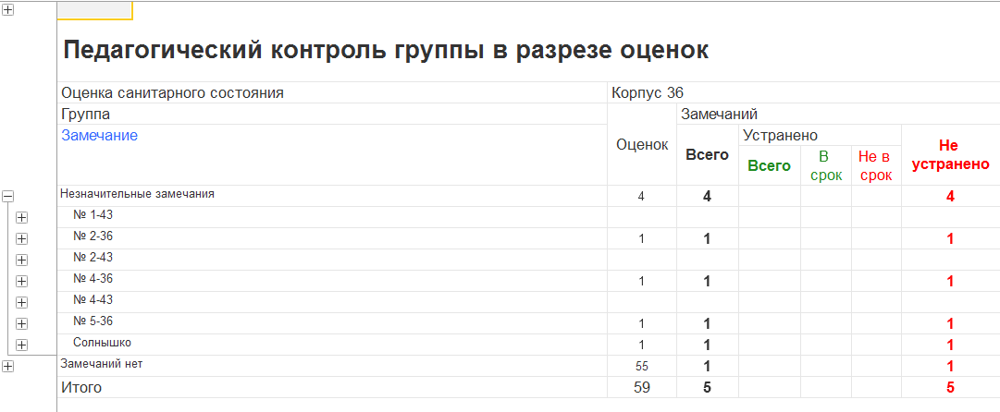 Педагогический контроль группы в разрезе оценок
Оценка санитарного состояния Корпус 36
Группа Замечаний
Замечание Оценок Всего Устранено Не устранено
Всего В срок Не в срок
Незначительные замечания 4 4 4
№ 1-43
№ 2-36 1 1 1
№ 2-43
№ 4-36 1 1 1
№ 4-43
№ 5-36 1 1 1
Солнышко 1 1 1
Замечаний нет 55 1 1
Итого 59 5 5